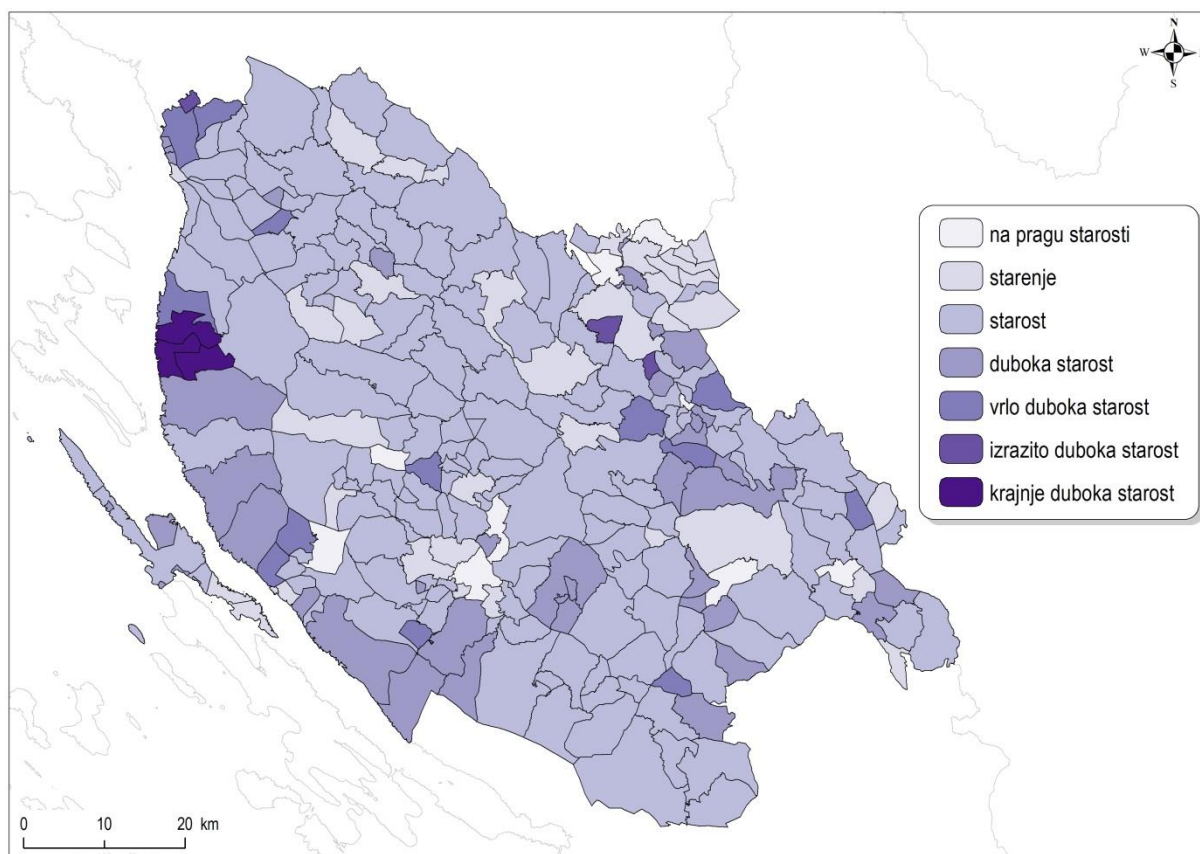 N
W
S
na pragu starosti
starenje
starost
duboka starost
vrlo duboka starost
izrazito duboka starost
krajnje duboka starost
0 10 20 km